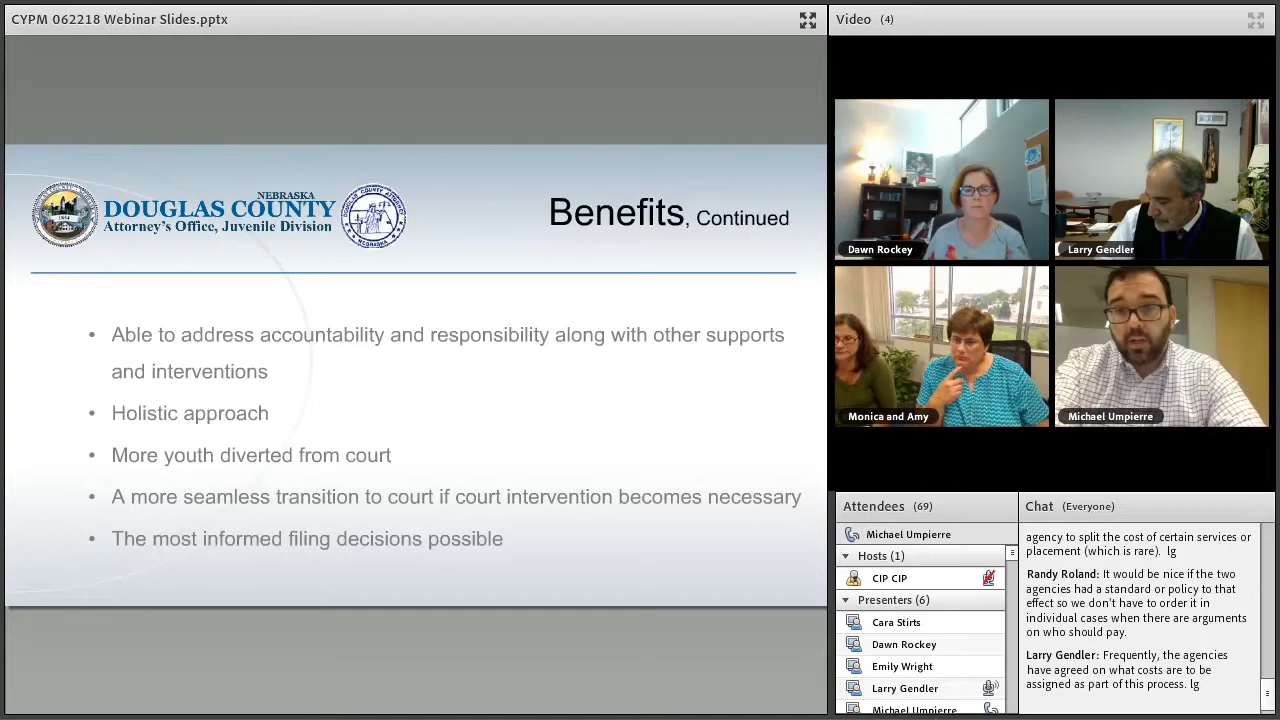 CYPM 062218 Webinar Slides.pptx
NEBRASKA
DOUGLAS COUNTY
Attorney's Office, Juvenile Division
Benefits, Continued
• Able to address accountability and responsibility along with other supports
and interventions
• Holistic approach
• More youth diverted from court
• A more seamless transition to court if court intervention becomes necessary
• The most informed filing decisions possible
Video (4)
Dawn Rockey
Larry Gendler
Monica and Amy
Michael Umpierre
Attendees (69)
Michael Umpierre
Hosts (1)
CIP CIP
Presenters (6)
Cara Stirts
Dawn Rockey
Emily Wright
Larry Gendler
Michael Umpierre
Chat (Everyone)
agency to split the cost of certain services or
placement (which is rare). lg
Randy Roland: It would be nice if the two
agencies had a standard or policy to that
effect so we don't have to order it in
individual cases when there are arguments
on who should pay.
Larry Gendler: Frequently, the agencies
have agreed on what costs are to be
assigned as part of this process. lg